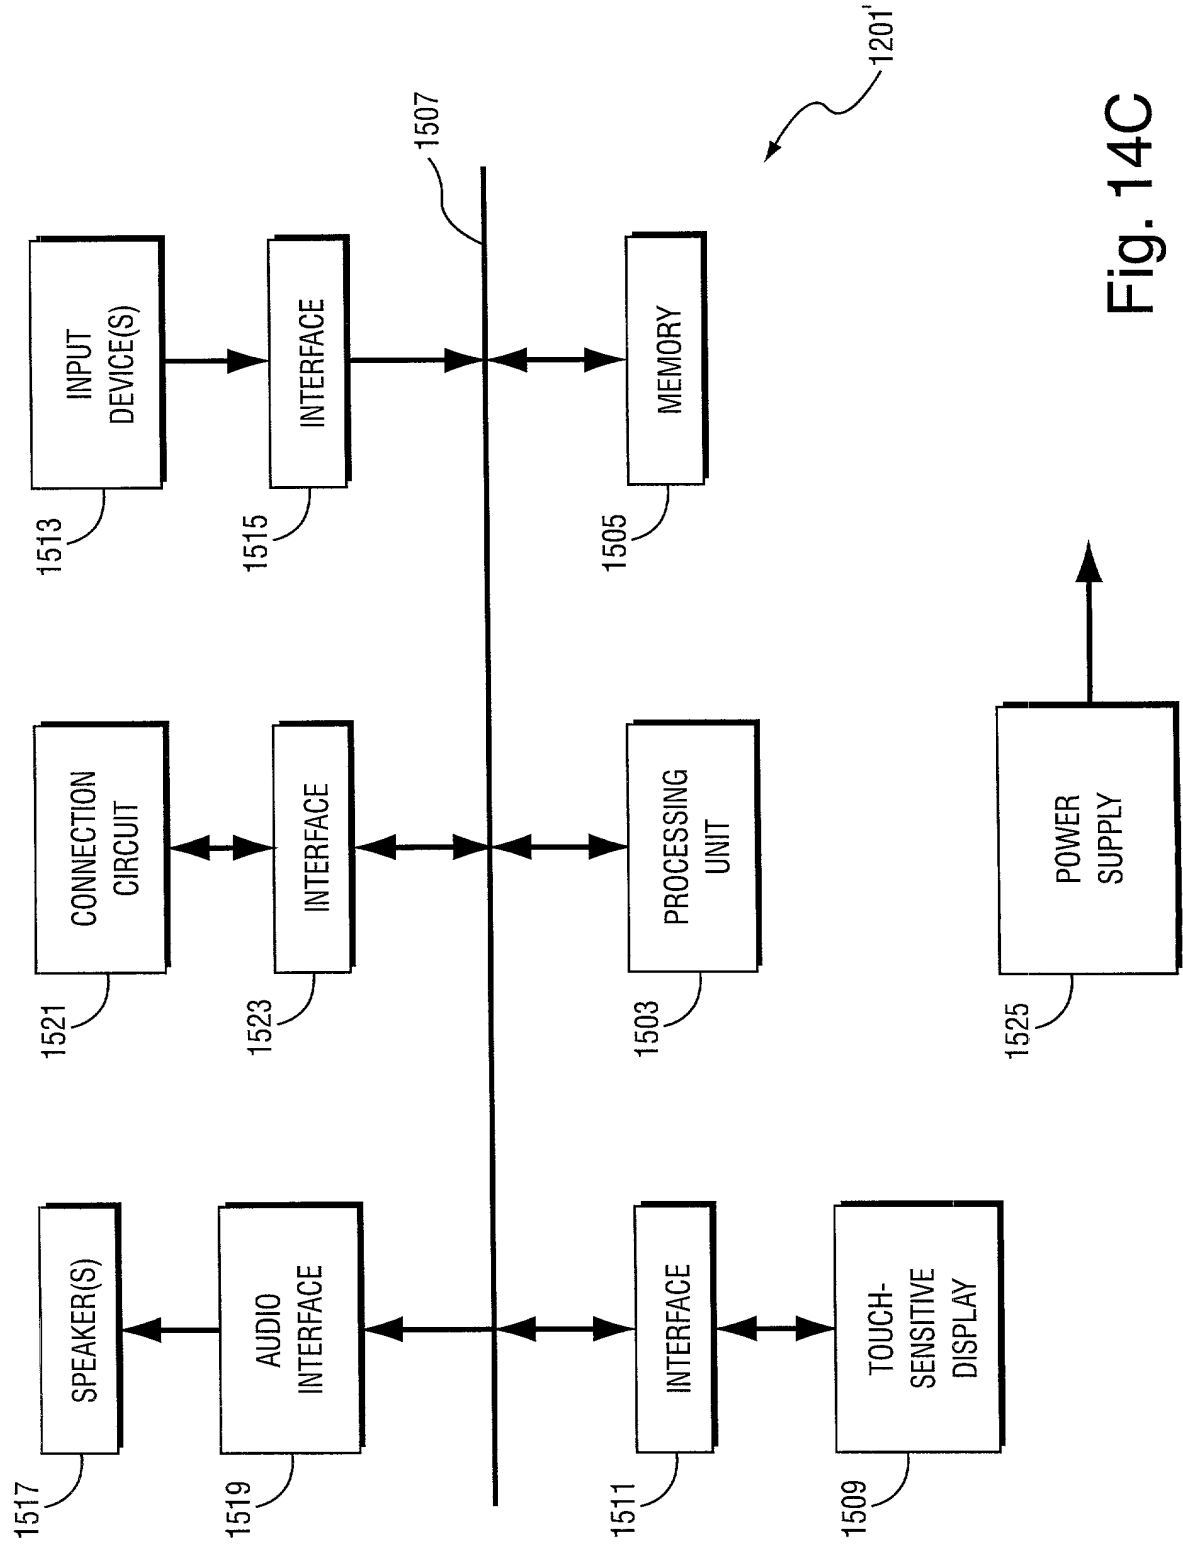 1517
SPEAKER(S)
1521
CONNECTION
CIRCUIT
1513
INPUT
DEVICE(S)
1519
AUDIO
INTERFACE
1523
INTERFACE
1515
INTERFACE
1507
1511
INTERFACE
1503
PROCESSING
UNIT
1505
MEMORY
1509
TOUCH-
SENSITIVE
DISPLAY
1201'
1525
POWER
SUPPLY
Fig. 14C